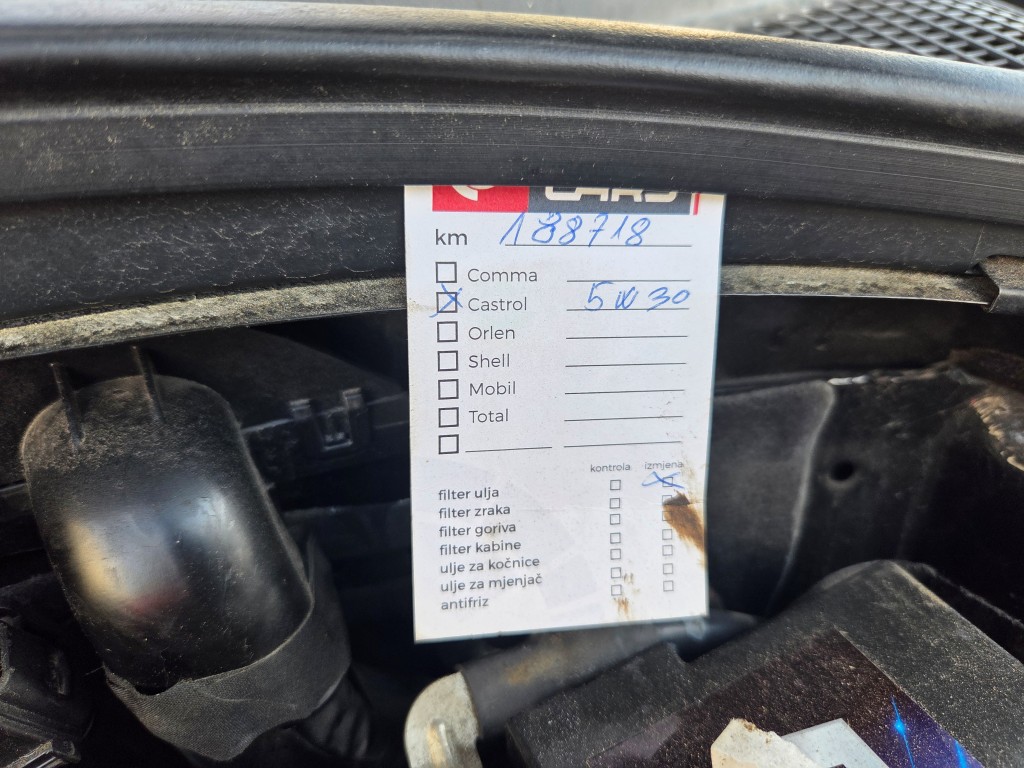 CARS
km 188718
Comma
Castrol 5W30
Orlen
Shell
Mobil
Total
kontrola izmjena
filter ulja
filter zraka
filter goriva
filter kabine
ulje za kočnice
ulje za mjenjač
antifriz